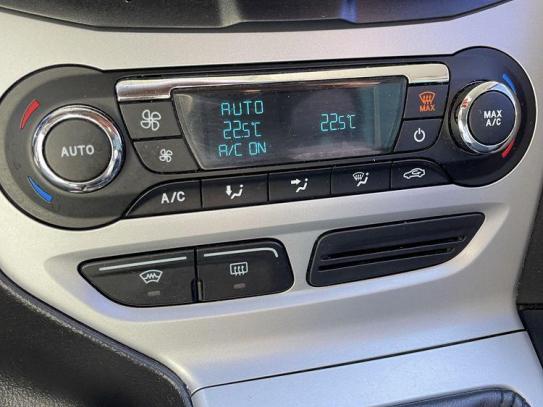 AUTO
22.5°C 22.5°C
A/C ON
MAX
AUTO
MAX
A/C
A/C